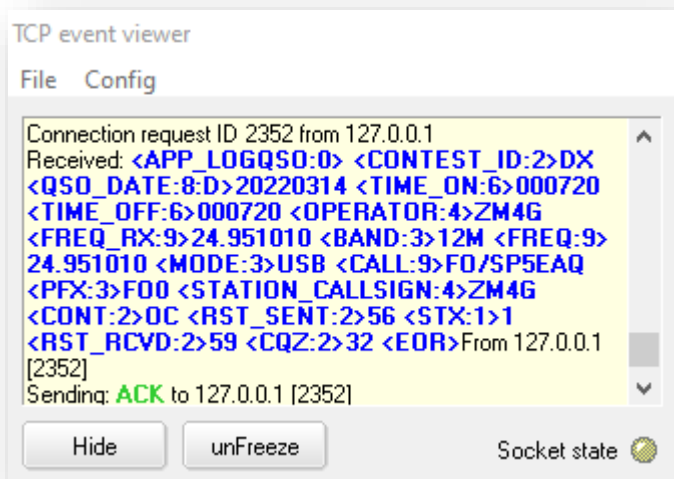 TCP event viewer
File Config
Connection request ID 2352 from 127.0.0.1
Received: <APP_LOGQSO:0> <CONTEST_ID:2>DX
<QSO_DATE:8:D>20220314 <TIME_ON:6>000720
<TIME_OFF:6>000720 <OPERATOR:4>ZM4G
<FREQ_RX:9>24.951010 <BAND:3>12M <FREQ:9>
24.951010 <MODE:3>USB <CALL:9>FO/SP5EAQ
<PFX:3>FO0 <STATION_CALLSIGN:4>ZM4G
<CONT:2>OC <RST_SENT:2>56 <STX:1>1
<RST_RCVD:2>59 <CQZ:2>32 <EOR>From 127.0.0.1
[2352]
Sending: ACK to 127.0.0.1 [2352]
Hide unFreeze Socket state